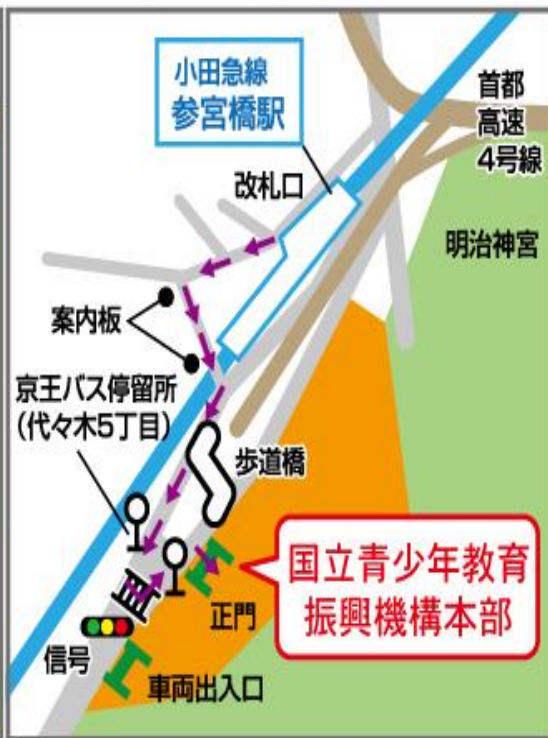 小田急線
参宮橋駅
首都
高速
4号線
改札口
明治神宮
案内板
京王バス停留所
（代々木5丁目）
歩道橋
国立青少年教育
振興機構本部
正門
信号
車両出入口